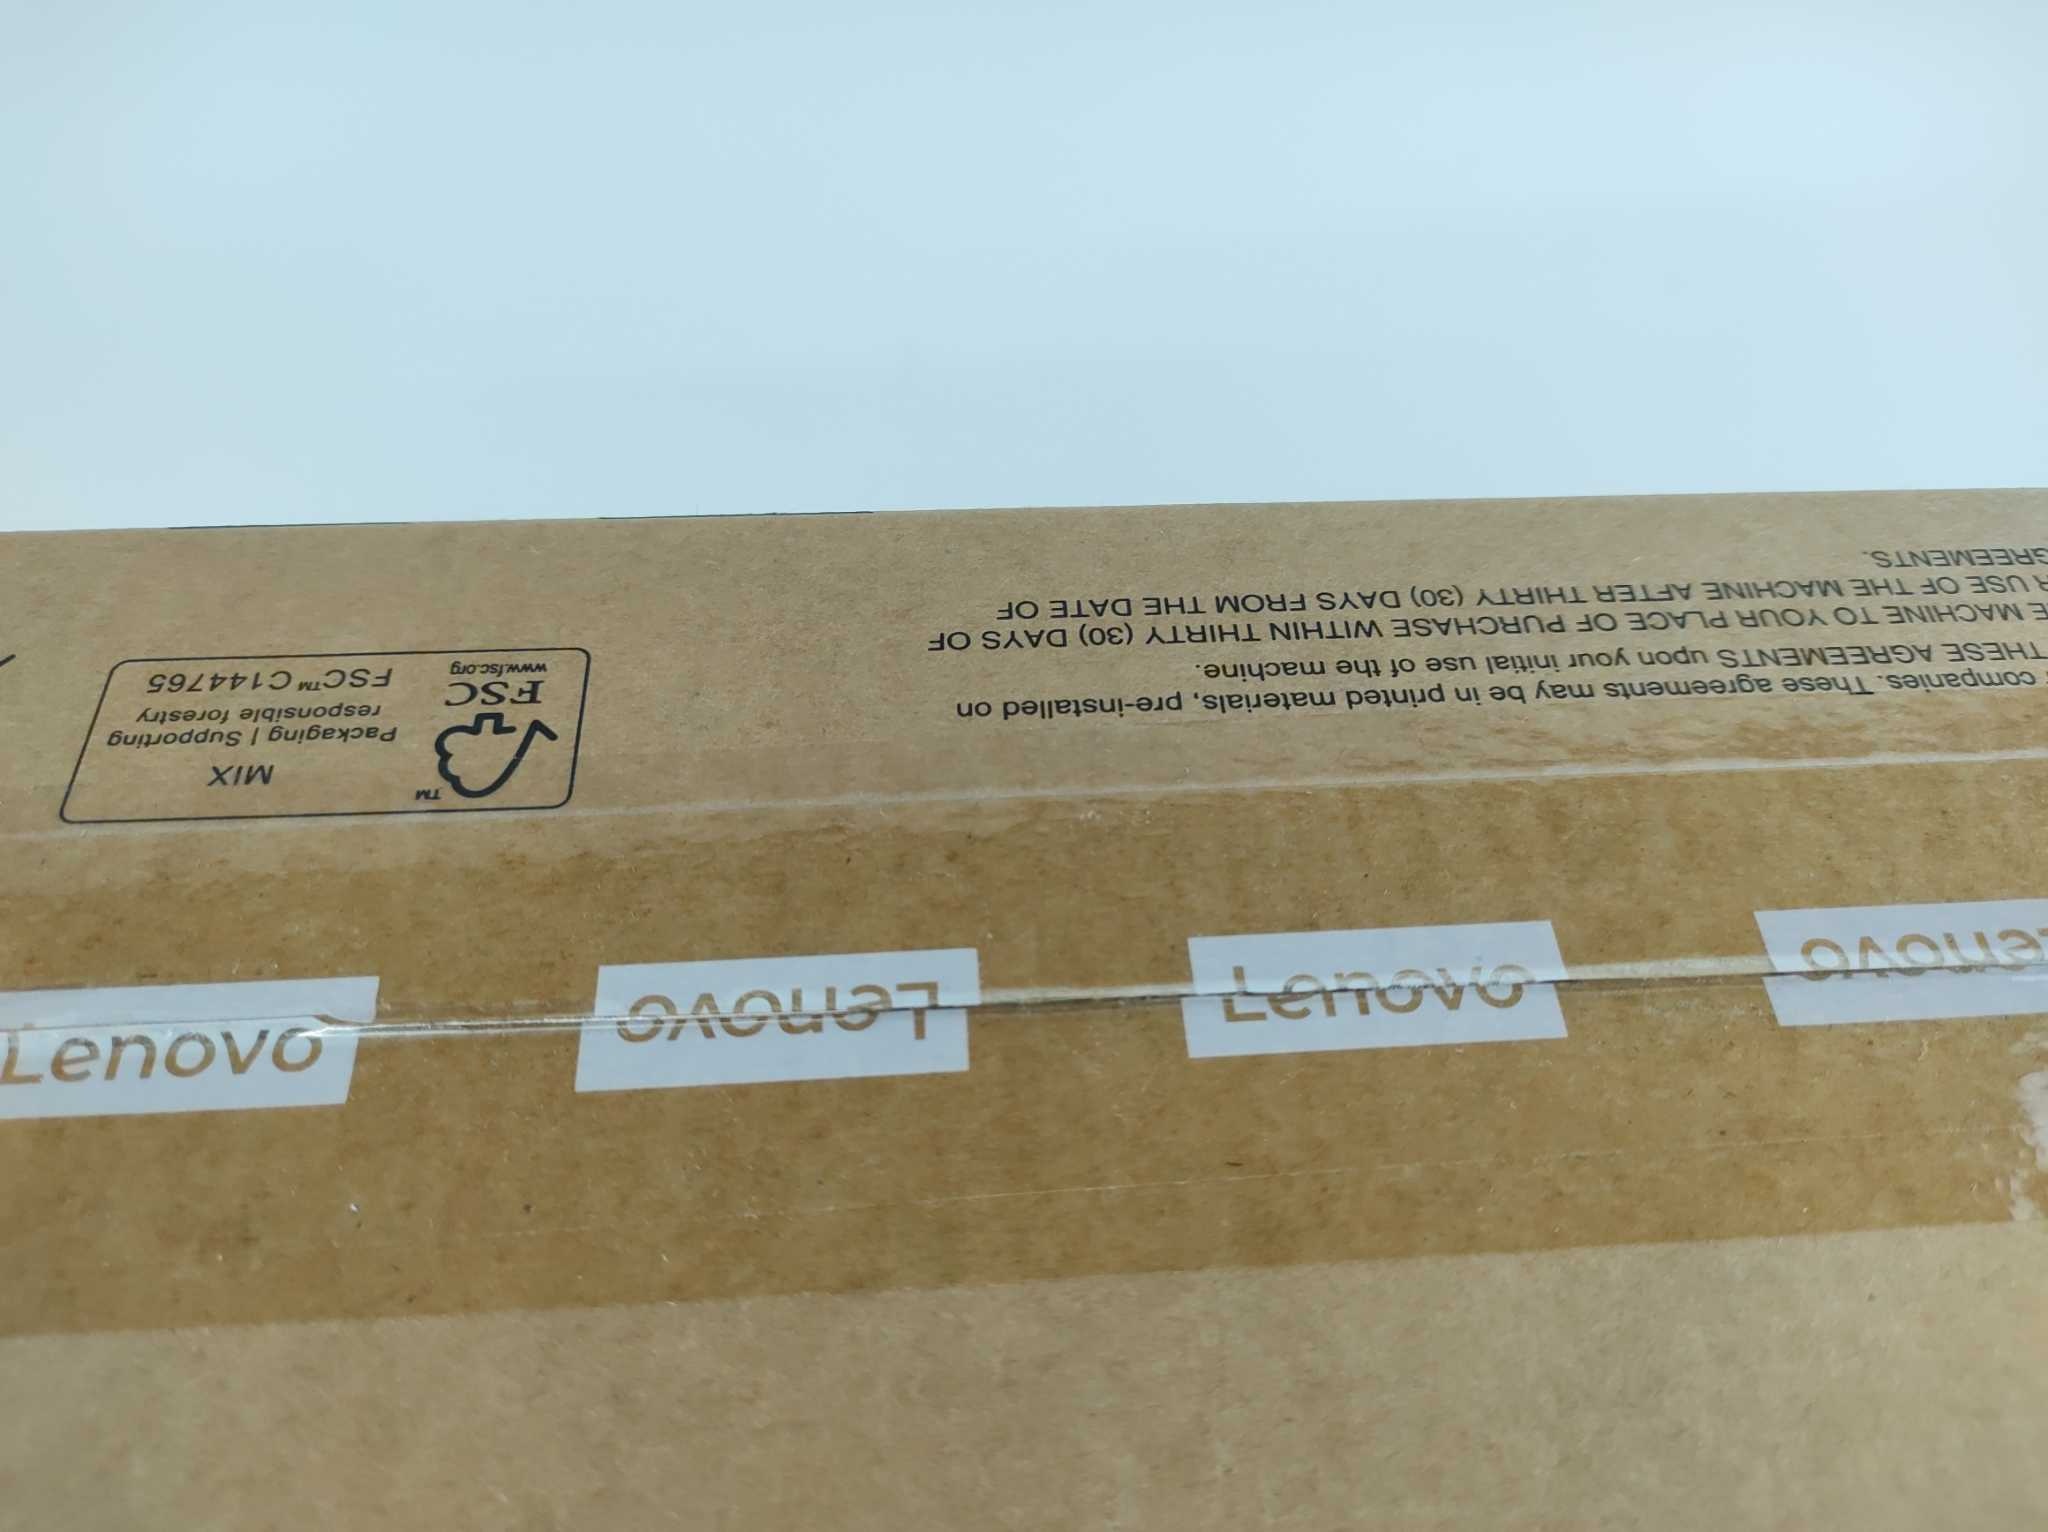 companies. These agreements may be in printed materials, pre-installed on
THESE AGREEMENTS upon your initial use of the machine.
MACHINE TO YOUR PLACE OF PURCHASE WITHIN THIRTY (30) DAYS OF
USE OF THE MACHINE AFTER THIRTY (30) DAYS FROM THE DATE OF
GREEMENTS.
TM
FSC
www.fsc.org
MIX
Packaging | Supporting
responsible forestry
FSC™ C144765
Lenovo
Lenovo
Lenovo
Lenovo